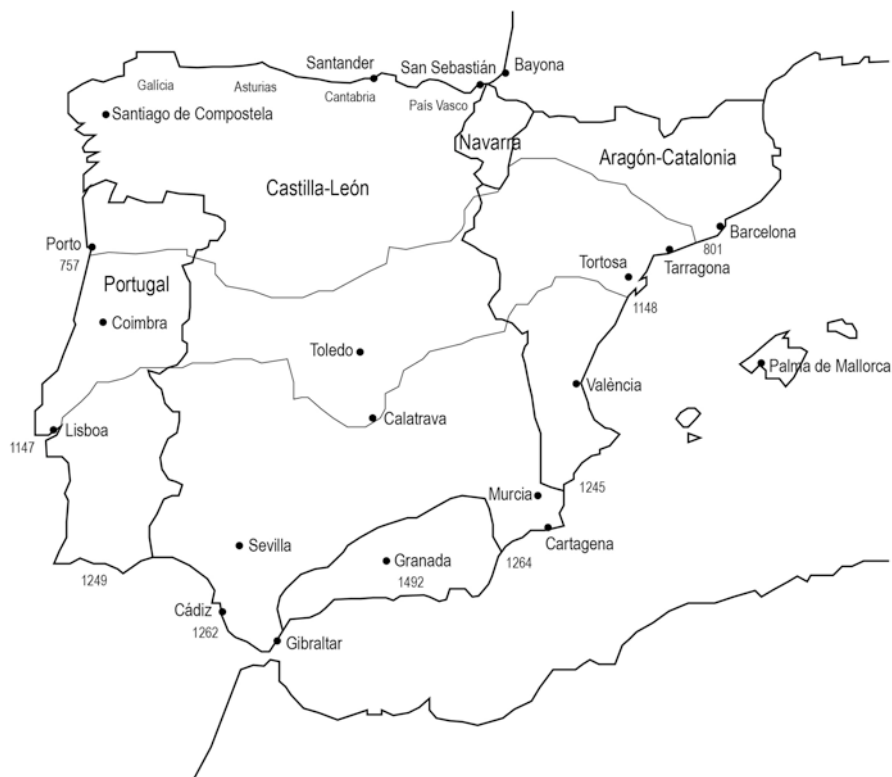 Santander
San Sebastián
Bayona
Galícia
Asturias
Cantabria
País Vasco
Santiago de Compostela
Navarra
Aragón-Catalonia
Castilla-León
Barcelona
Porto
801
757
Tortosa
Tarragona
Portugal
1148
Coimbra
Toledo
Palma de Mallorca
València
Calatrava
Lisboa
1147
1245
Murcia
Cartagena
Sevilla
Granada
1264
1249
1492
Cádiz
1262
Gibraltar